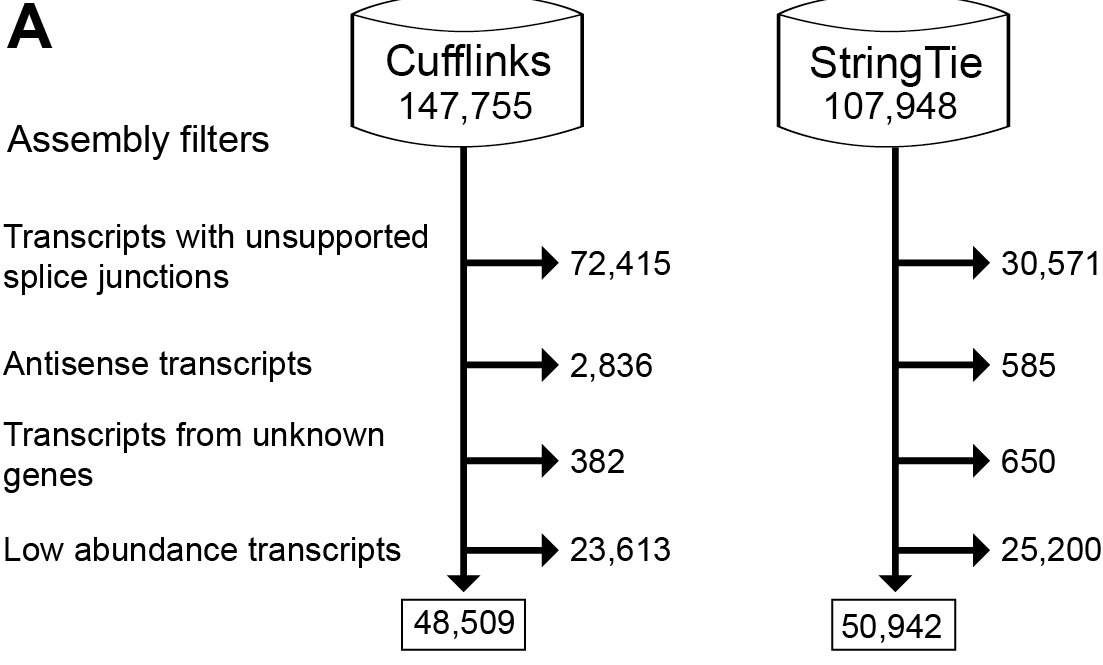 A
Cufflinks
147,755
StringTie
107,948
Assembly filters
Transcripts with unsupported
splice junctions
72,415
30,571
Antisense transcripts
2,836
585
Transcripts from unknown
genes
382
650
Low abundance transcripts
23,613
25,200
48,509
50,942